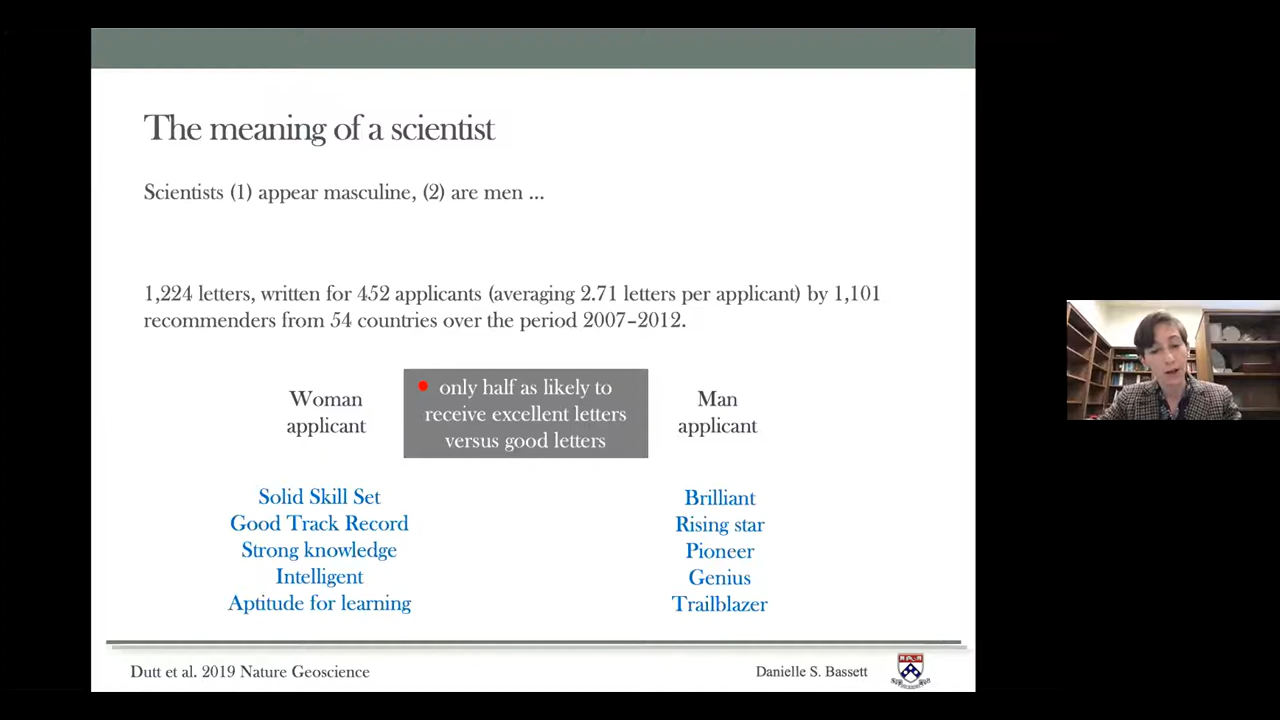 The meaning of a scientist
Scientists (1) appear masculine, (2) are men ...
1,224 letters, written for 452 applicants (averaging 2.71 letters per applicant) by 1,101
recommenders from 54 countries over the period 2007–2012.
Woman
applicant
only half as likely to
receive excellent letters
versus good letters
Man
applicant
Solid Skill Set
Good Track Record
Strong knowledge
Intelligent
Aptitude for learning
Brilliant
Rising star
Pioneer
Genius
Trailblazer
Dutt et al. 2019 Nature Geoscience
Danielle S. Bassett